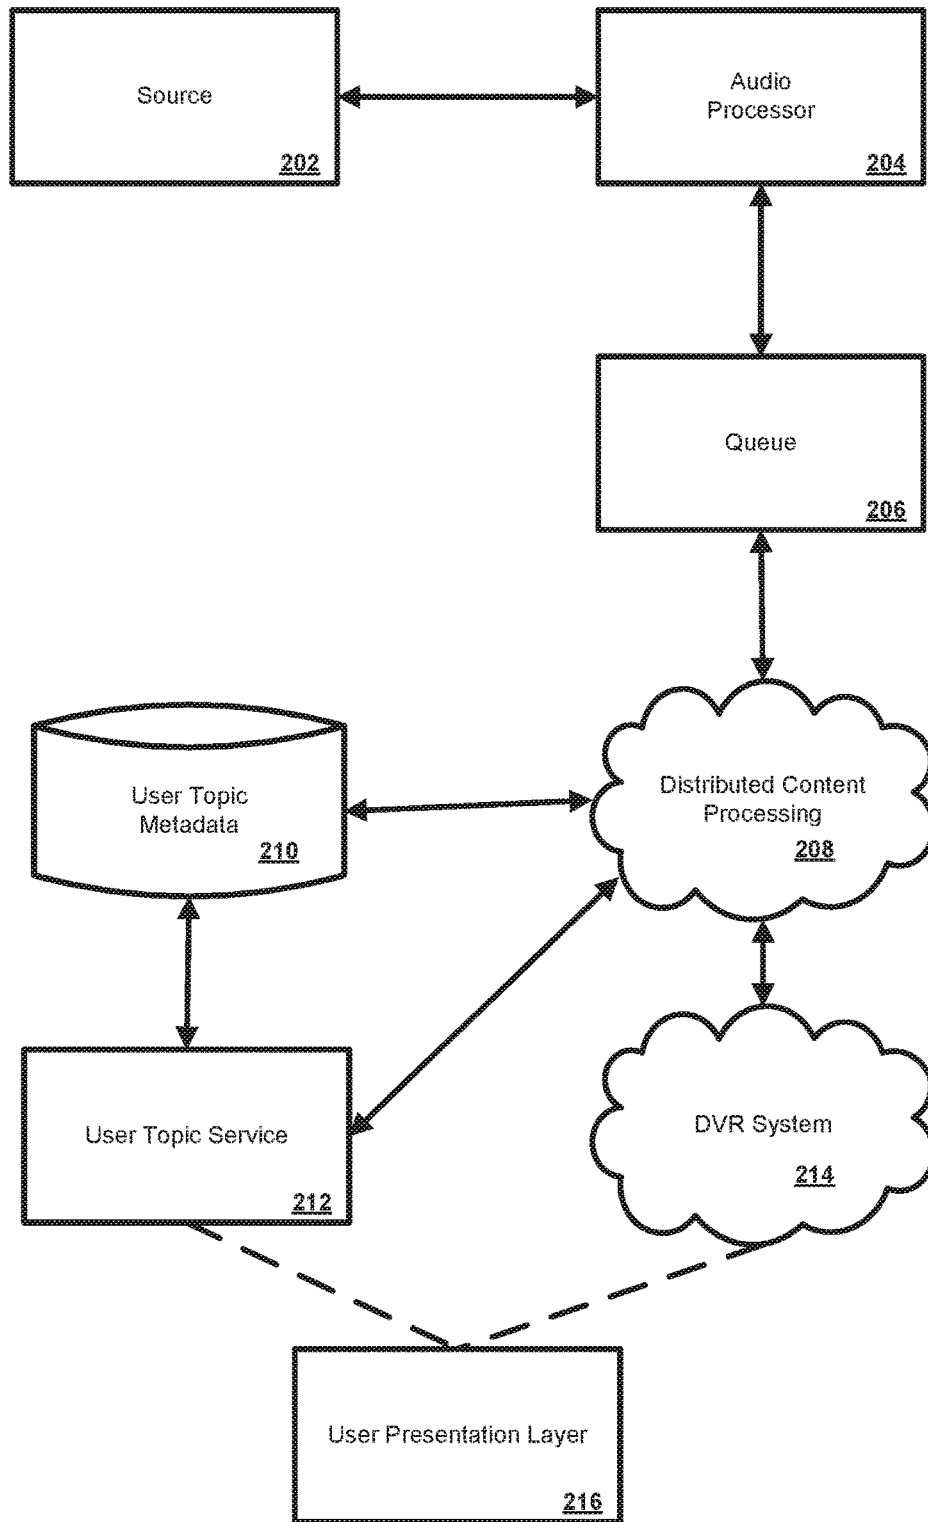 Source
202
Audio
Processor
204
Queue
206
User Topic
Metadata
210
Distributed Content
Processing
208
User Topic Service
212
DVR System
214
User Presentation Layer
216